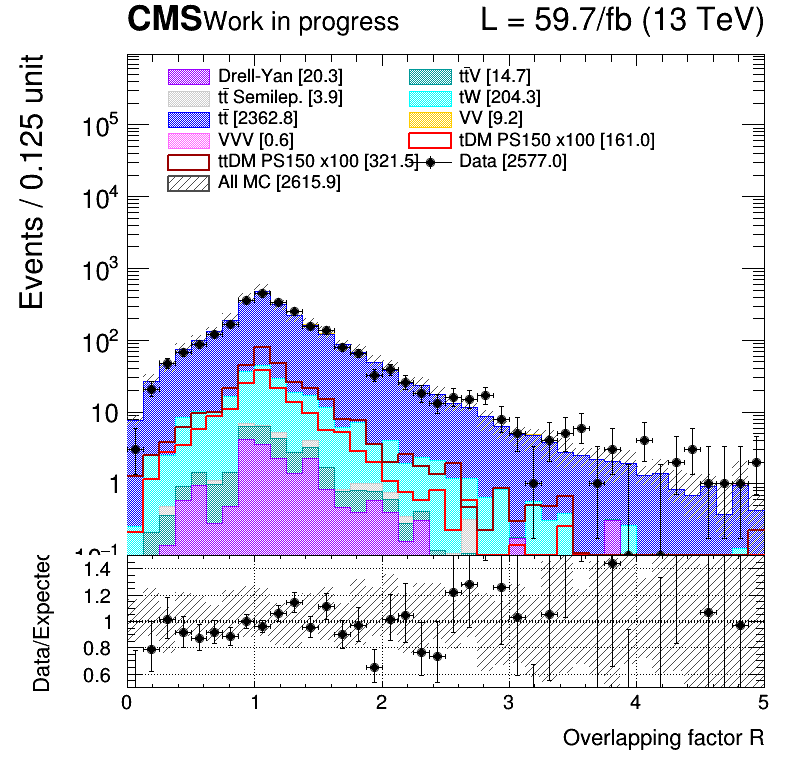 CMS Work in progress L = 59.7/fb (13 TeV)
Drell-Yan [20.3] tt̄V [14.7]
tt̄ Semilep. [3.9] tW [204.3]
tt̄ [2362.8] VV [9.2]
VVV [0.6] tDM PS150 x100 [161.0]
ttDM PS150 x100 [321.5] Data [2577.0]
All MC [2615.9]
Events / 0.125 unit
10⁵
10⁴
10³
10²
10
1
10⁻¹
Data/Expected
1.4
1.2
1
0.8
0.6
0 1 2 3 4 5
Overlapping factor R